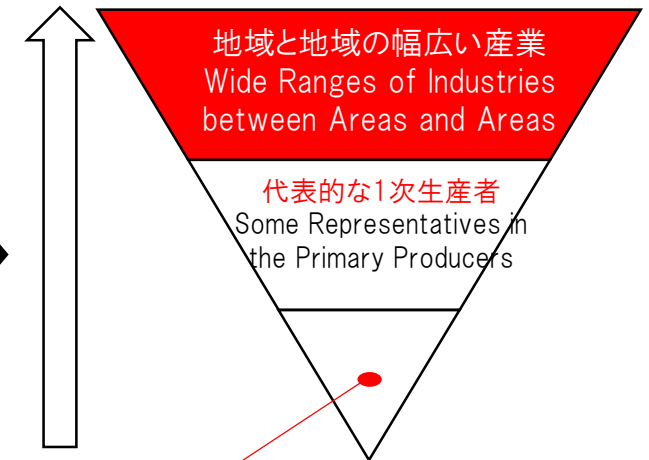 地域と地域の幅広い産業
Wide Ranges of Industries
between Areas and Areas
代表的な1次生産者
Some Representatives in
the Primary Producers